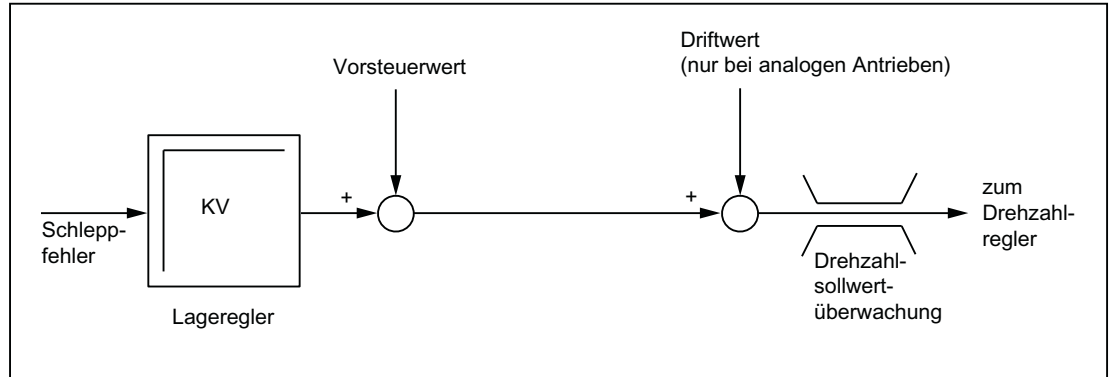 Driftwert
(nur bei analogen Antrieben)
Vorsteuerwert
+
+
KV
Schlepp-
fehler
Lageregler
zum
Drehzahl-
regler
Drehzahl-
sollwert-
überwachung